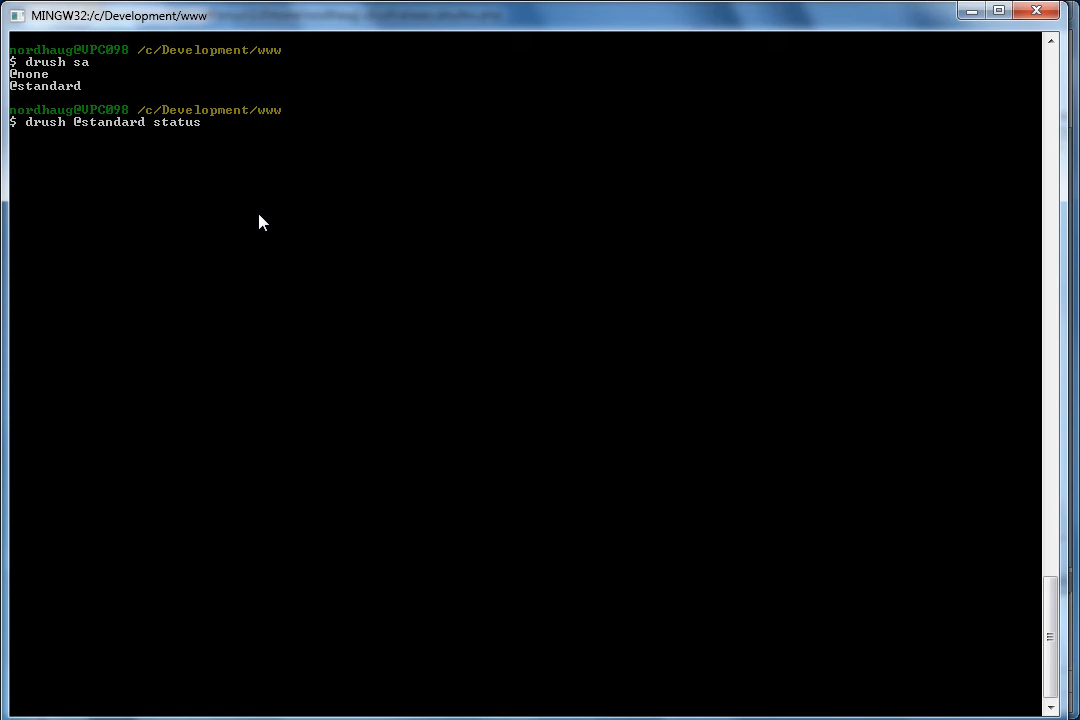 MINGW32:/c/Development/www
nordhaug@VPC098 /c/Development/www
$ drush sa
@none
@standard
nordhaug@VPC098 /c/Development/www
$ drush @standard status